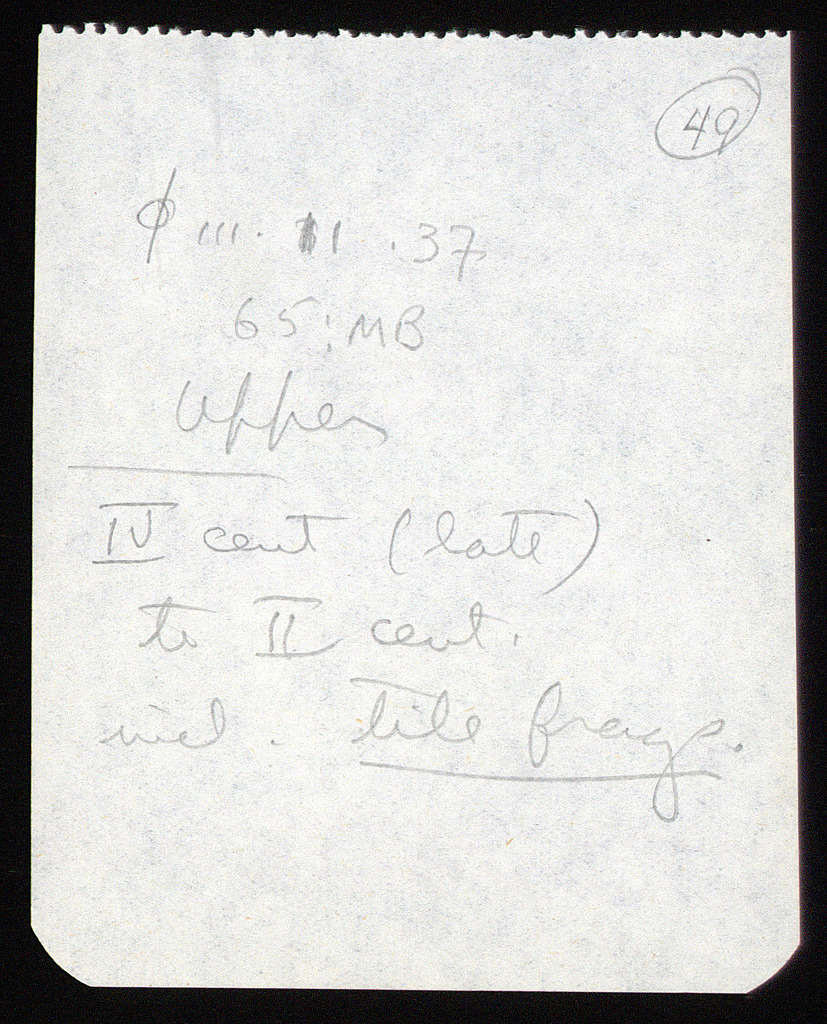 49
φ III. 11 .37
65:MB
Upper
IV cent (late)
to II cent.
incl. tile frags.